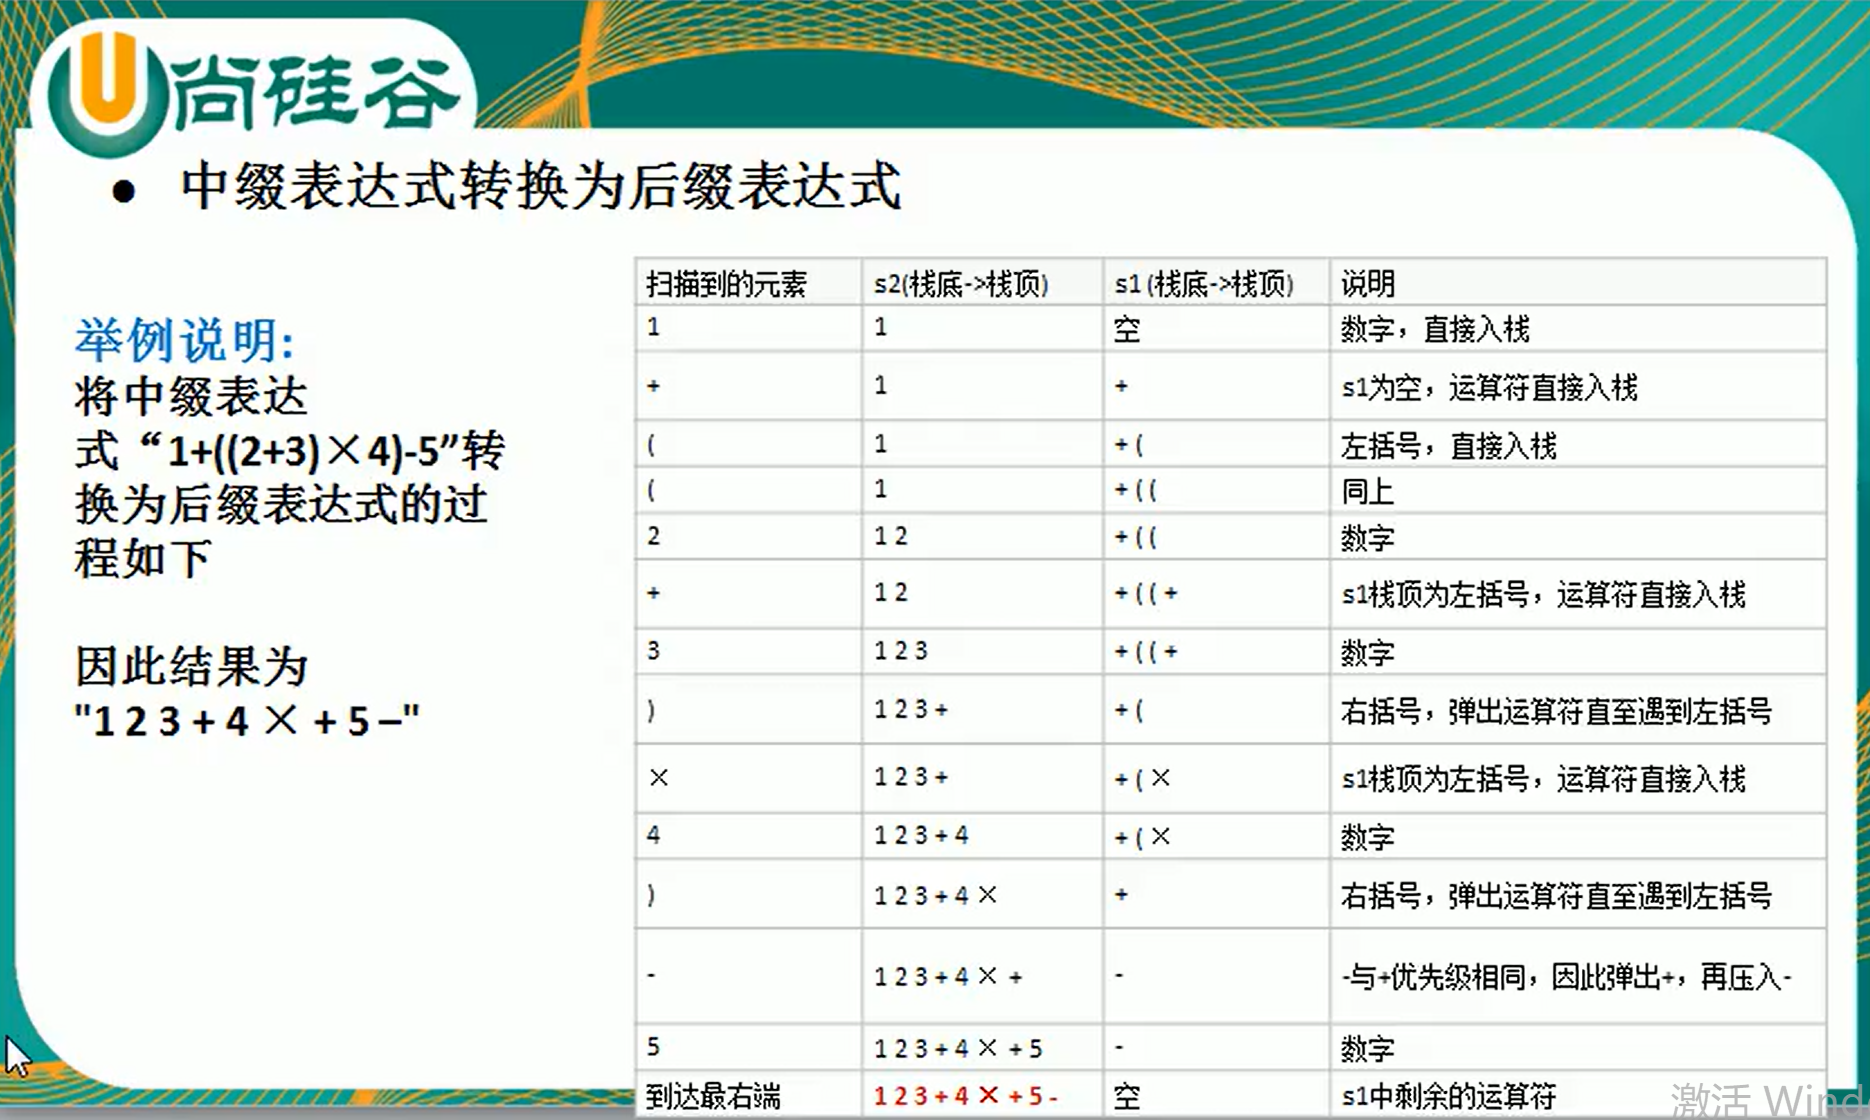 尚硅谷
● 中缀表达式转换为后缀表达式
举例说明:
将中缀表达
式“1+((2+3)×4)-5”转
换为后缀表达式的过
程如下
因此结果为
"1 2 3 + 4 × + 5 –"
扫描到的元素 s2(栈底->栈顶) s1 (栈底->栈顶) 说明
1 1 空 数字，直接入栈
+ 1 + s1为空，运算符直接入栈
( 1 + ( 左括号，直接入栈
( 1 + ( ( 同上
2 1 2 + ( ( 数字
+ 1 2 + ( ( + s1栈顶为左括号，运算符直接入栈
3 1 2 3 + ( ( + 数字
) 1 2 3 + + ( 右括号，弹出运算符直至遇到左括号
× 1 2 3 + + ( × s1栈顶为左括号，运算符直接入栈
4 1 2 3 + 4 + ( × 数字
) 1 2 3 + 4 × + 右括号，弹出运算符直至遇到左括号
- 1 2 3 + 4 × + - -与+优先级相同，因此弹出+，再压入-
5 1 2 3 + 4 × + 5 - 数字
到达最右端 1 2 3 + 4 × + 5 - 空 s1中剩余的运算符
激活 Wind